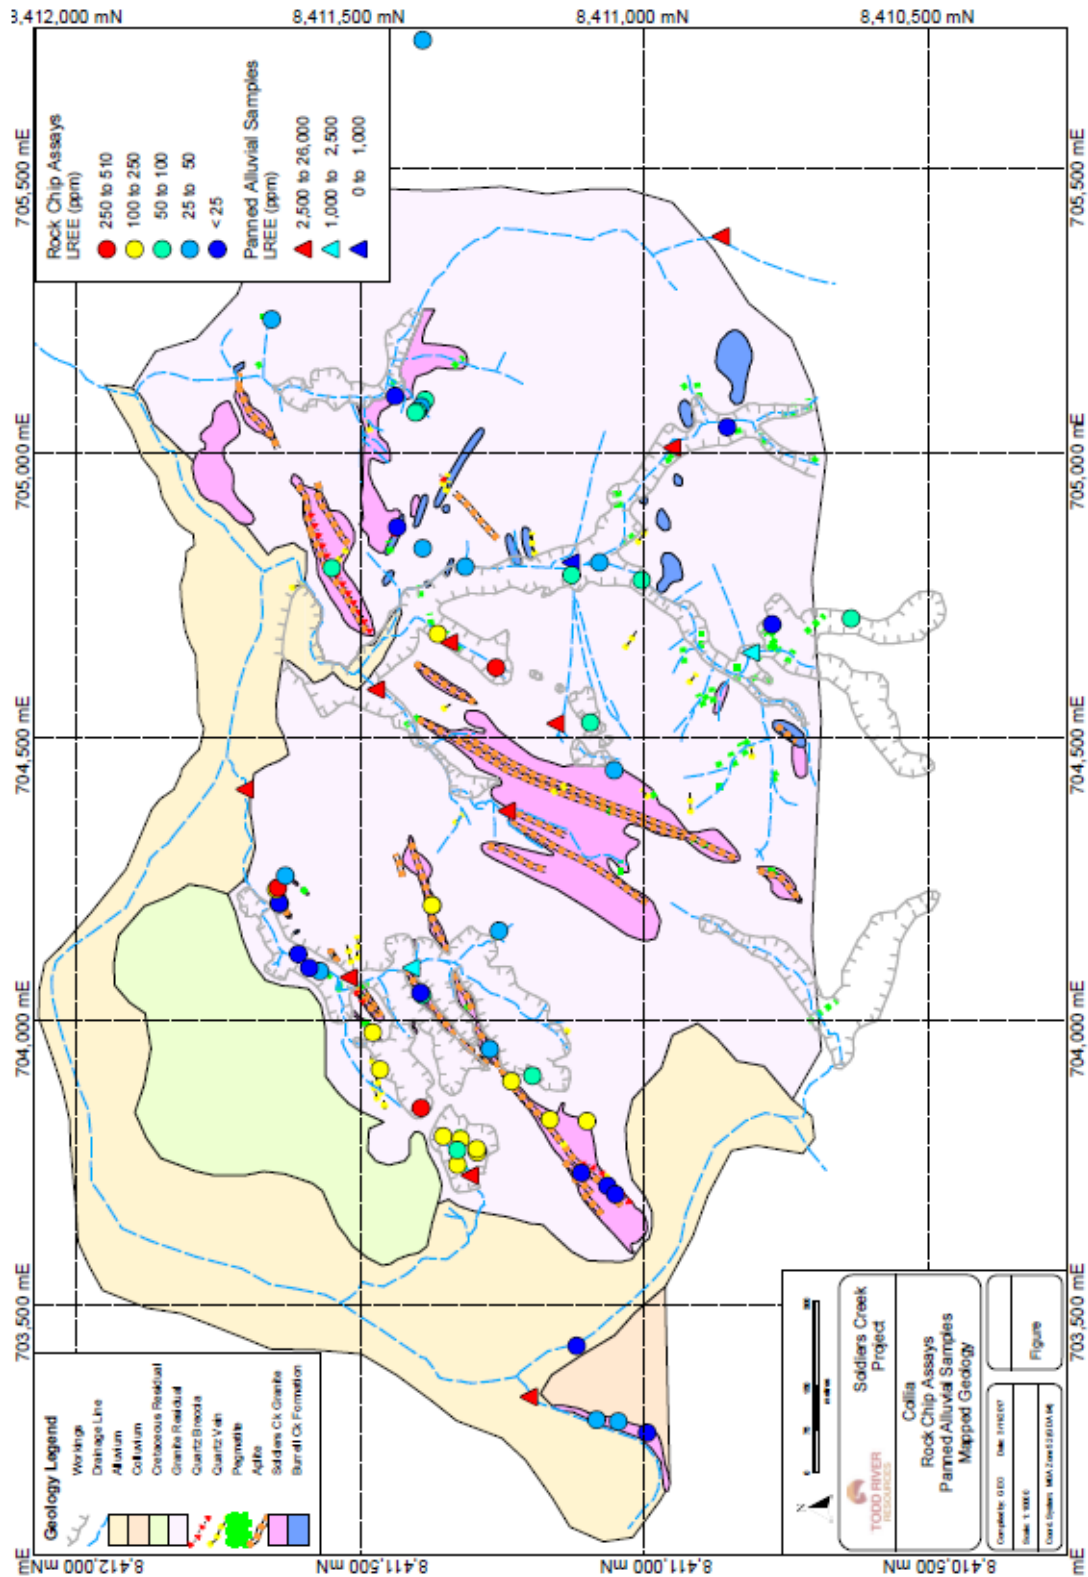 8,412,000 mN
8,411,500 mN
8,411,000 mN
8,410,500 mN
705,500 mE
705,000 mE
704,500 mE
704,000 mE
703,500 mE
mE
705,500 mE
705,000 mE
704,500 mE
704,000 mE
703,500 mE
mE
8,412,000 mN
8,411,500 mN
8,411,000 mN
8,410,500 mN
Rock Chip Assays
LREE (ppm)
250 to 510
100 to 250
50 to 100
25 to 50
< 25
Panned Alluvial Samples
LREE (ppm)
2,500 to 26,000
1,000 to 2,500
0 to 1,000
Geology Legend
Workings
Drainage Line
Alluvium
Colluvium
Cretaceous Residual
Granite Residual
Quartz Breccia
Quartz Vein
Pegmatite
Aplite
Soldiers Ck Granite
Burrell Ck Formation
N
metres
TODD RIVER
RESOURCES
Soldiers Creek
Project
Collia
Rock Chip Assays
Panned Alluvial Samples
Mapped Geology
Figure